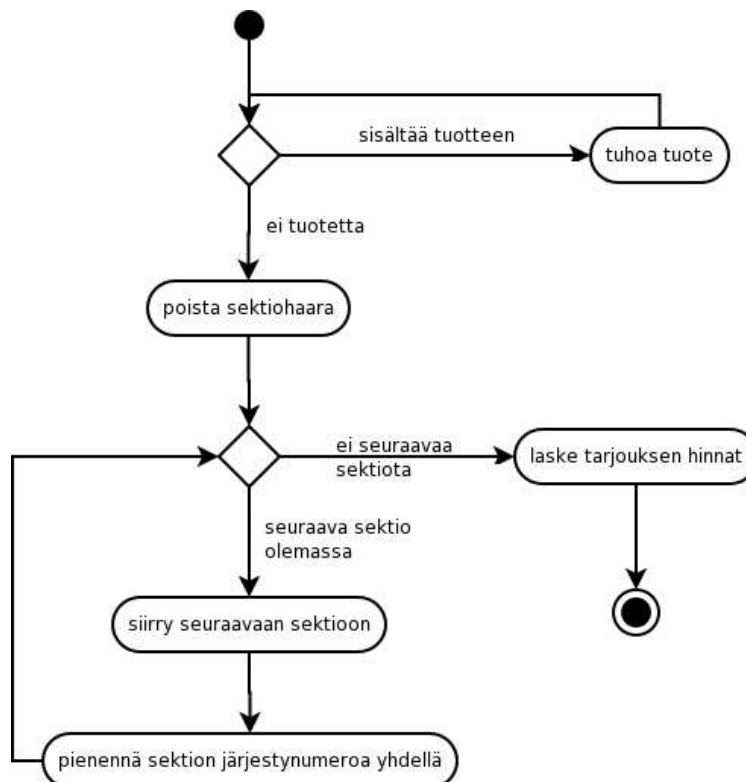 sisältää tuotteen
tuhoa tuote
ei tuotetta
poista sektiohaara
ei seuraavaa
sektiota
laske tarjouksen hinnat
seuraava sektio
olemassa
siirry seuraavaan sektioon
pienennä sektion järjestynumeroa yhdellä